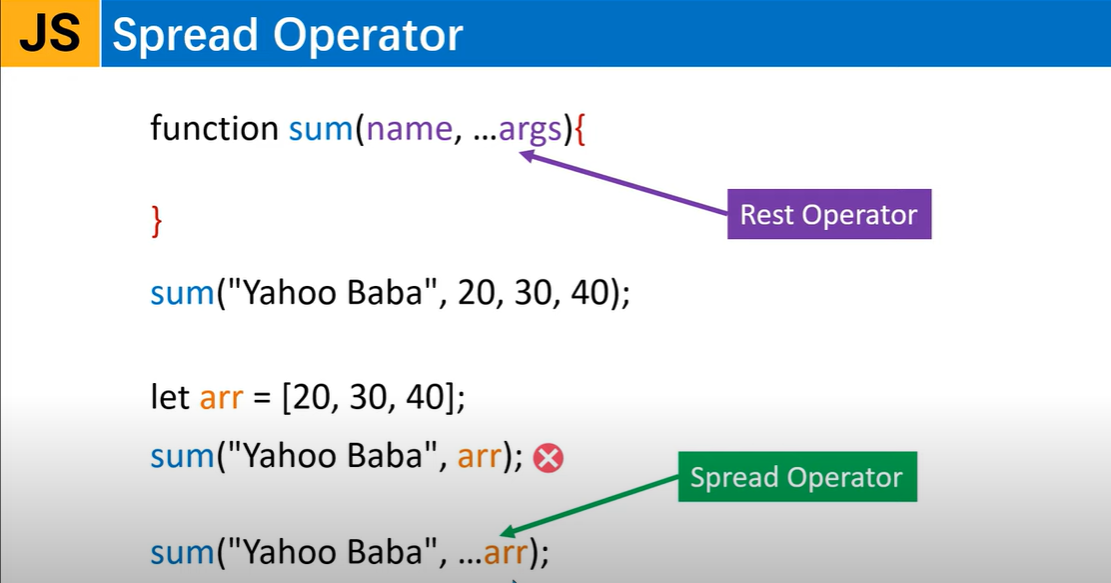 JS Spread Operator
function sum(name, ...args){
Rest Operator
}
sum("Yahoo Baba", 20, 30, 40);
let arr = [20, 30, 40];
sum("Yahoo Baba", arr);
Spread Operator
sum("Yahoo Baba", ...arr);